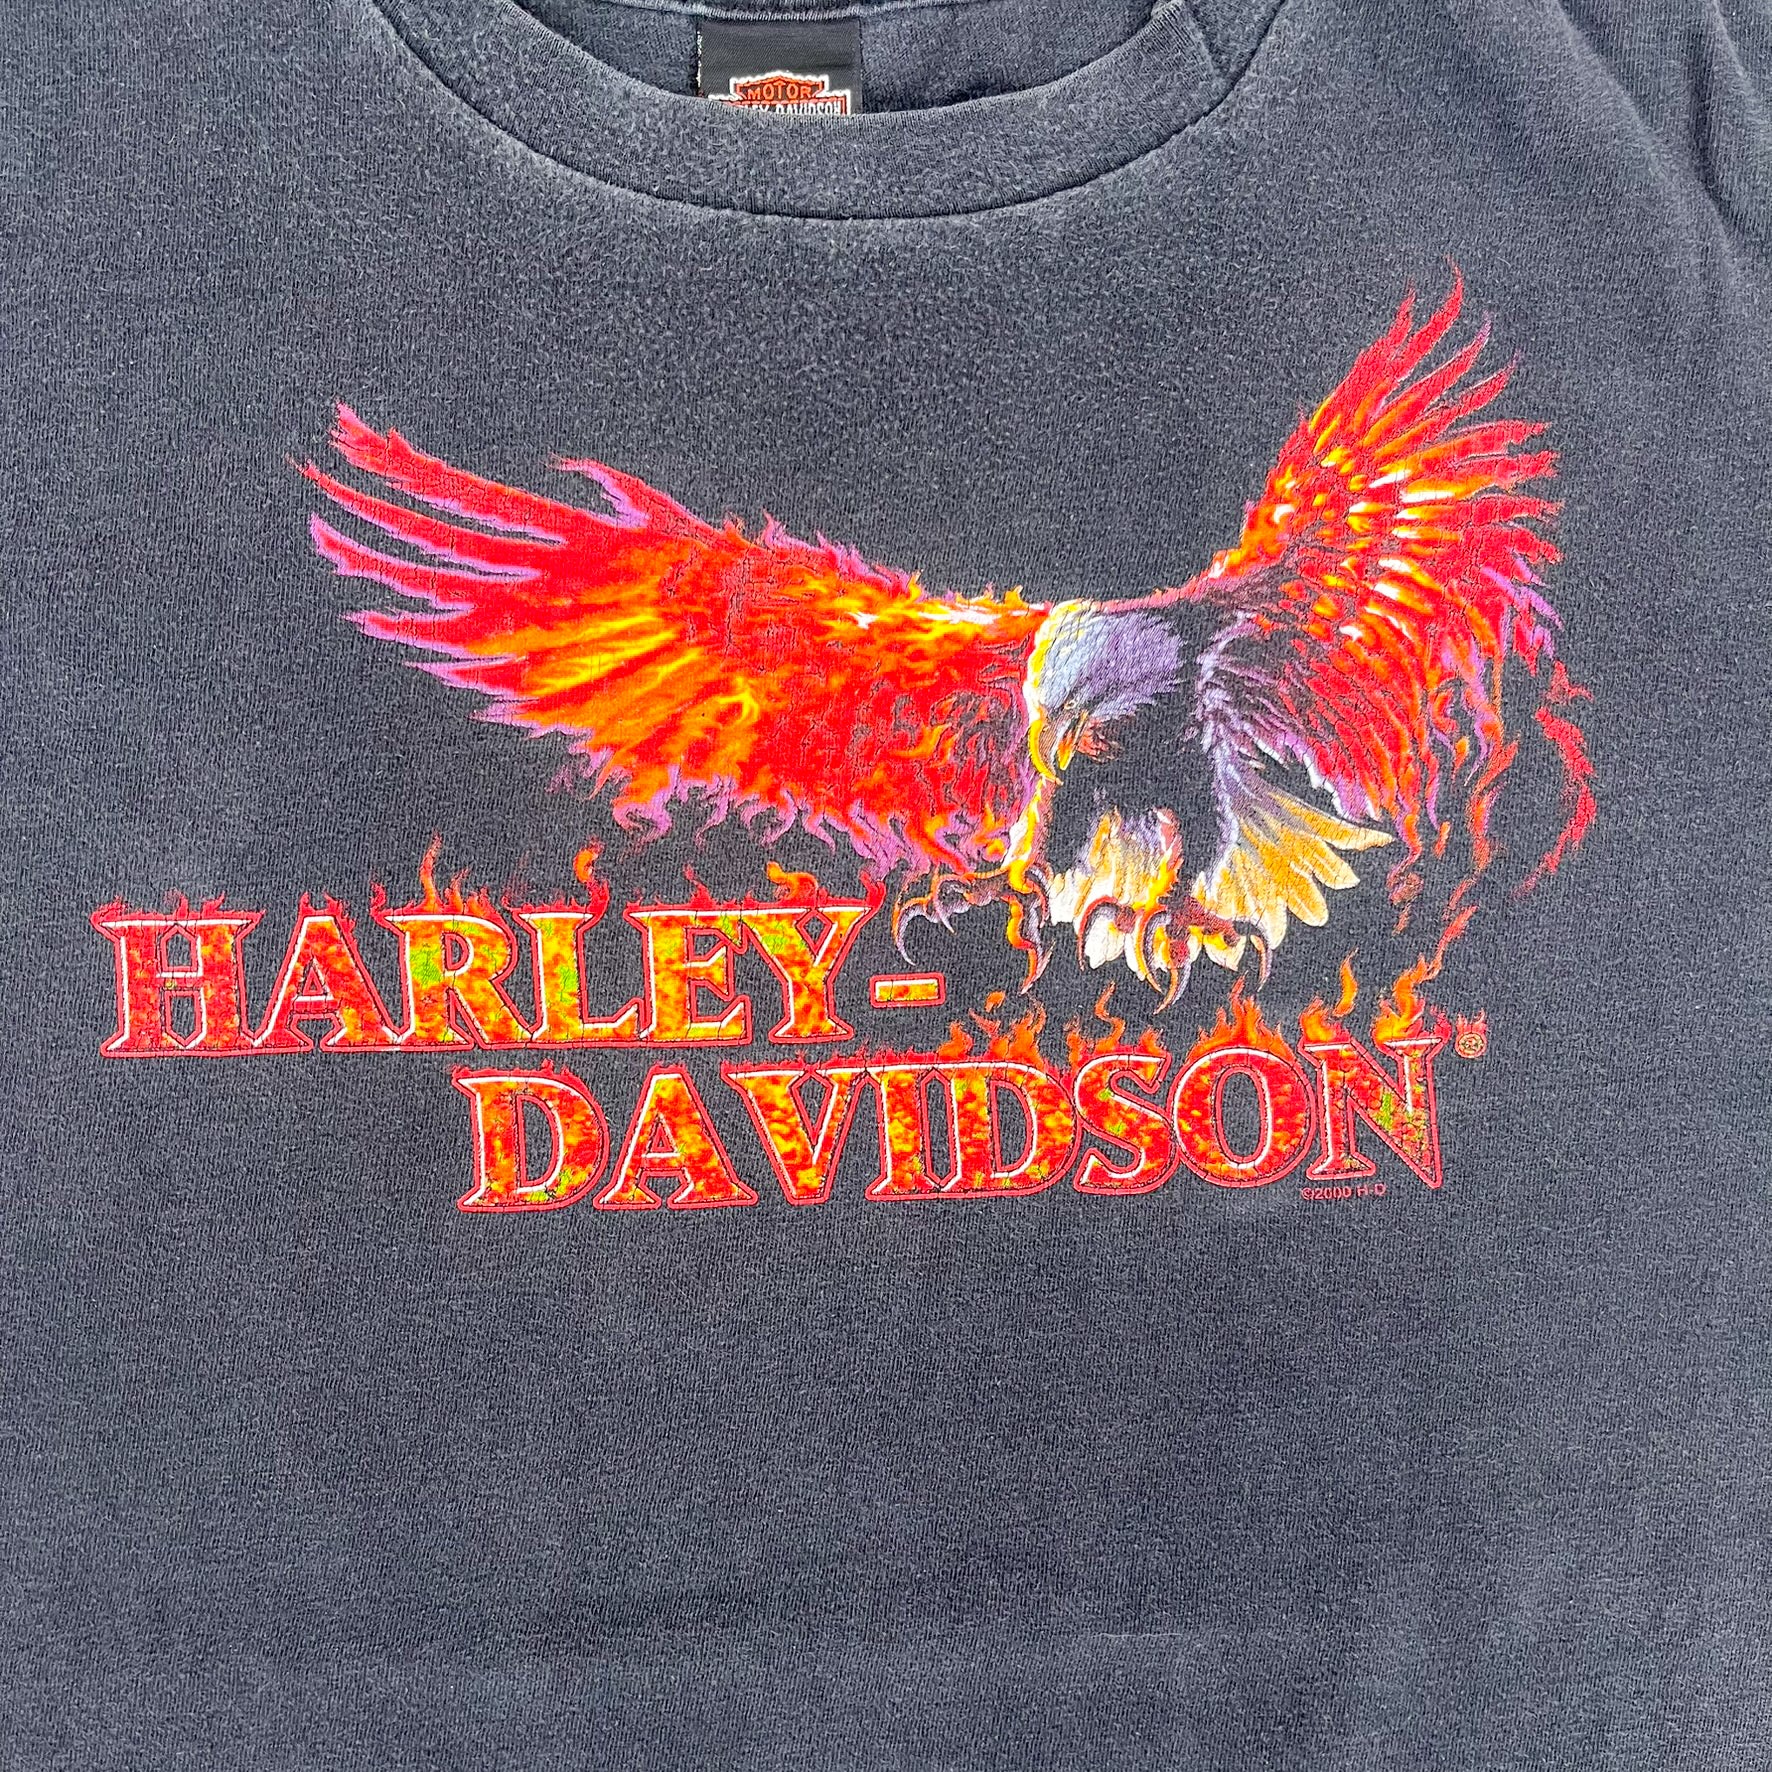 MOTOR
HARLEY-
DAVIDSON®
©2000 H-D